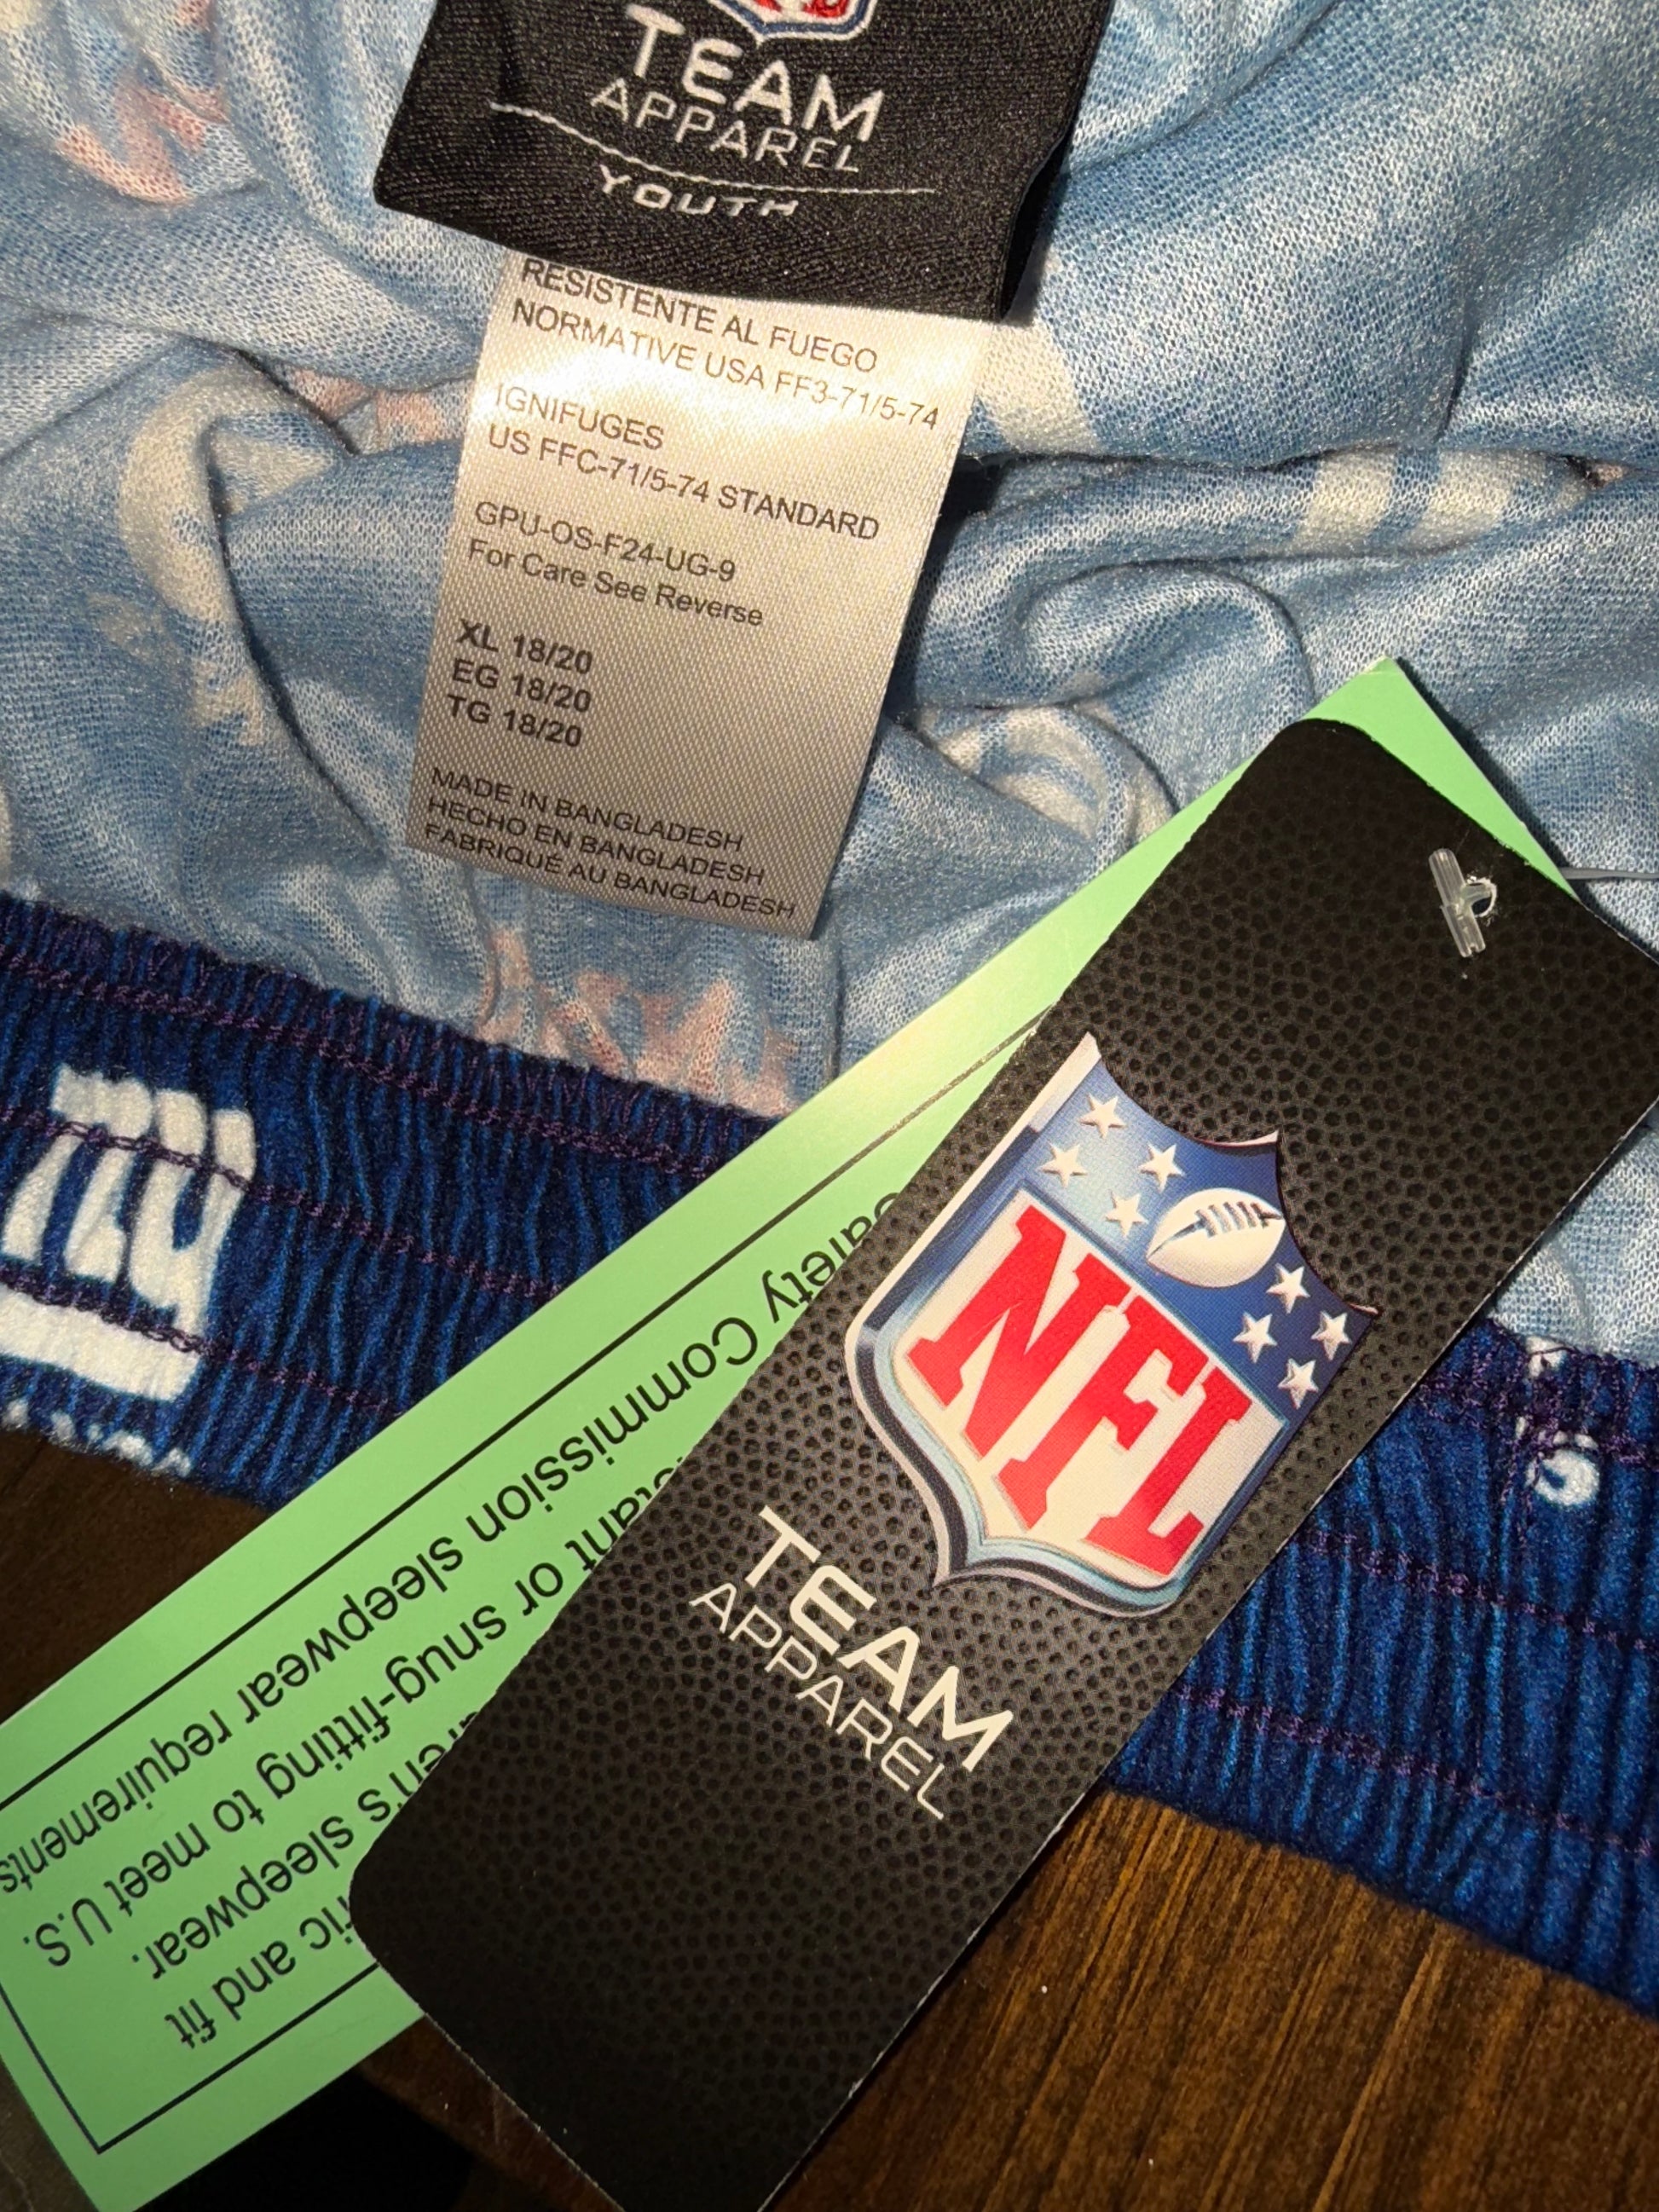 TEAM
APPAREL
YOUTH
RESISTENTE AL FUEGO
NORMATIVE USA FF3-71/5-74
IGNIFUGES
US FFC-71/5-74 STANDARD
GPU-OS-F24-UG-9
For Care See Reverse
XL 18/20
EG 18/20
TG 18/20
MADE IN BANGLADESH
HECHO EN BANGLADESH
FABRIQUÉ AU BANGLADESH
ny
NFL
TEAM
APPAREL
and fit
sleepwear.
or snug-fitting to meet U.S.
Commission sleepwear requirements